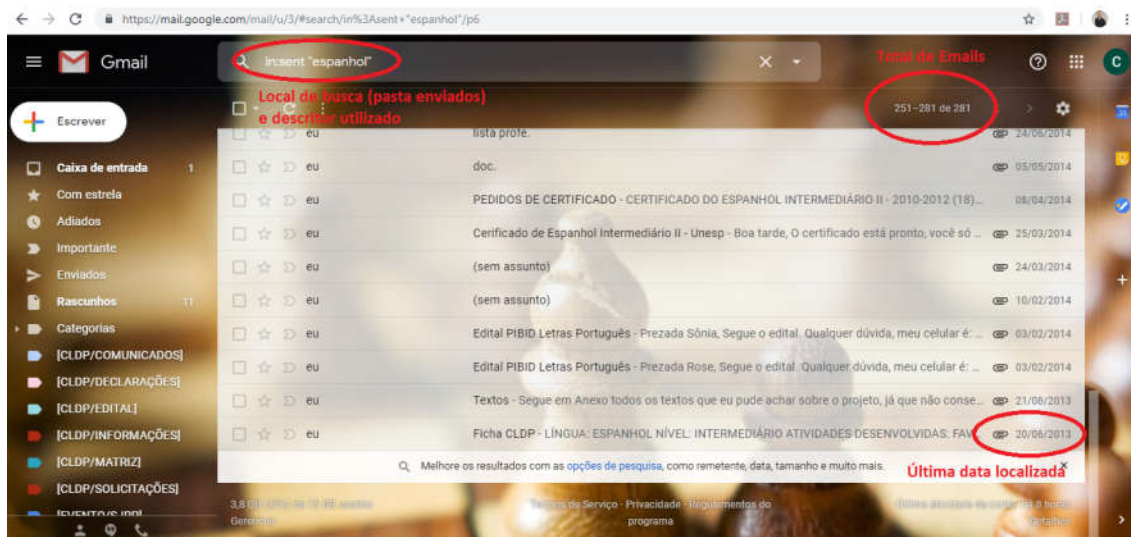 https://mail.google.com/mail/u/3/#search/in%3Asent+"espanhol"/p6
Gmail
in:sent "espanhol"
Total de Emails
C
Local de busca (pasta enviados)
e descritor utilizado
251–281 de 281
Escrever
31
eu lista profe. 24/06/2014
Caixa de entrada 1
eu doc. 05/05/2014
Com estrela
eu PEDIDOS DE CERTIFICADO - CERTIFICADO DO ESPANHOL INTERMEDIÁRIO II - 2010-2012 (18)... 08/04/2014
Adiados
eu Cerificado de Espanhol Intermediário II - Unesp - Boa tarde, O certificado está pronto, você só ... 25/03/2014
Importante
Enviados
eu (sem assunto) 24/03/2014
Rascunhos 11
eu (sem assunto) 10/02/2014
Categorias
eu Edital PIBID Letras Português - Prezada Sônia, Segue o edital. Qualquer dúvida, meu celular é: ... 03/02/2014
[CLDP/COMUNICADOS]
eu Edital PIBID Letras Português - Prezada Rose, Segue o edital. Qualquer dúvida, meu celular é: ... 03/02/2014
[CLDP/DECLARAÇÕES]
eu Textos - Segue em Anexo todos os textos que eu pude achar sobre o projeto, já que não conse... 21/08/2013
[CLDP/EDITAL]
eu Ficha CLDP - LÍNGUA: ESPANHOL NÍVEL: INTERMEDIÁRIO ATIVIDADES DESENVOLVIDAS: FAV 20/06/2013
[CLDP/INFORMAÇÕES]
[CLDP/MATRIZ]
Melhore os resultados com as opções de pesquisa, como remetente, data, tamanho e muito mais.
Última data localizada
[CLDP/SOLICITAÇÕES]
3,8
Termos de Serviço · Privacidade · Regulamentos do
programa
Gerenciar